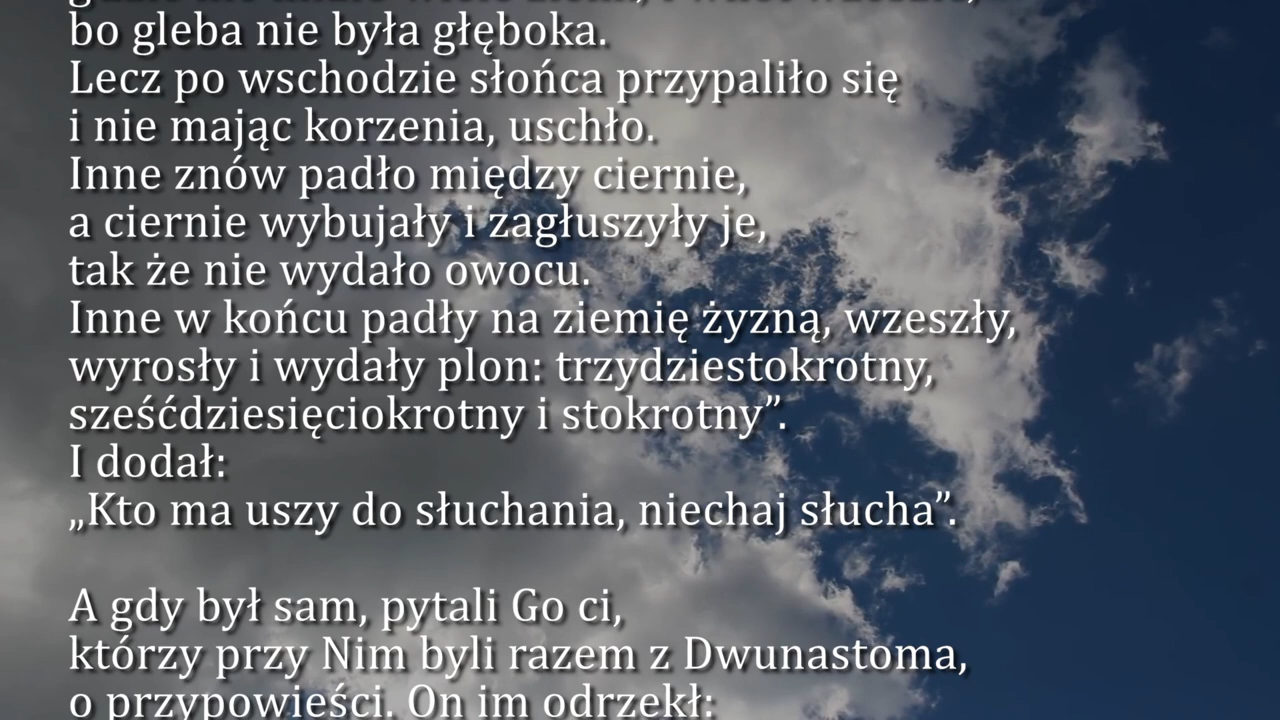 bo gleba nie była głęboka.
Lecz po wschodzie słońca przypaliło się
i nie mając korzenia, uschło.
Inne znów padło między ciernie,
a ciernie wybujały i zagłuszyły je,
tak że nie wydało owocu.
Inne w końcu padły na ziemię żyzną, wzeszły,
wyrosły i wydały plon: trzydziestokrotny,
sześćdziesięciokrotny i stokrotny”.
I dodał:
„Kto ma uszy do słuchania, niechaj słucha”.
A gdy był sam, pytali Go ci,
którzy przy Nim byli razem z Dwunastoma,
o przypowieści. On im odrzekł: